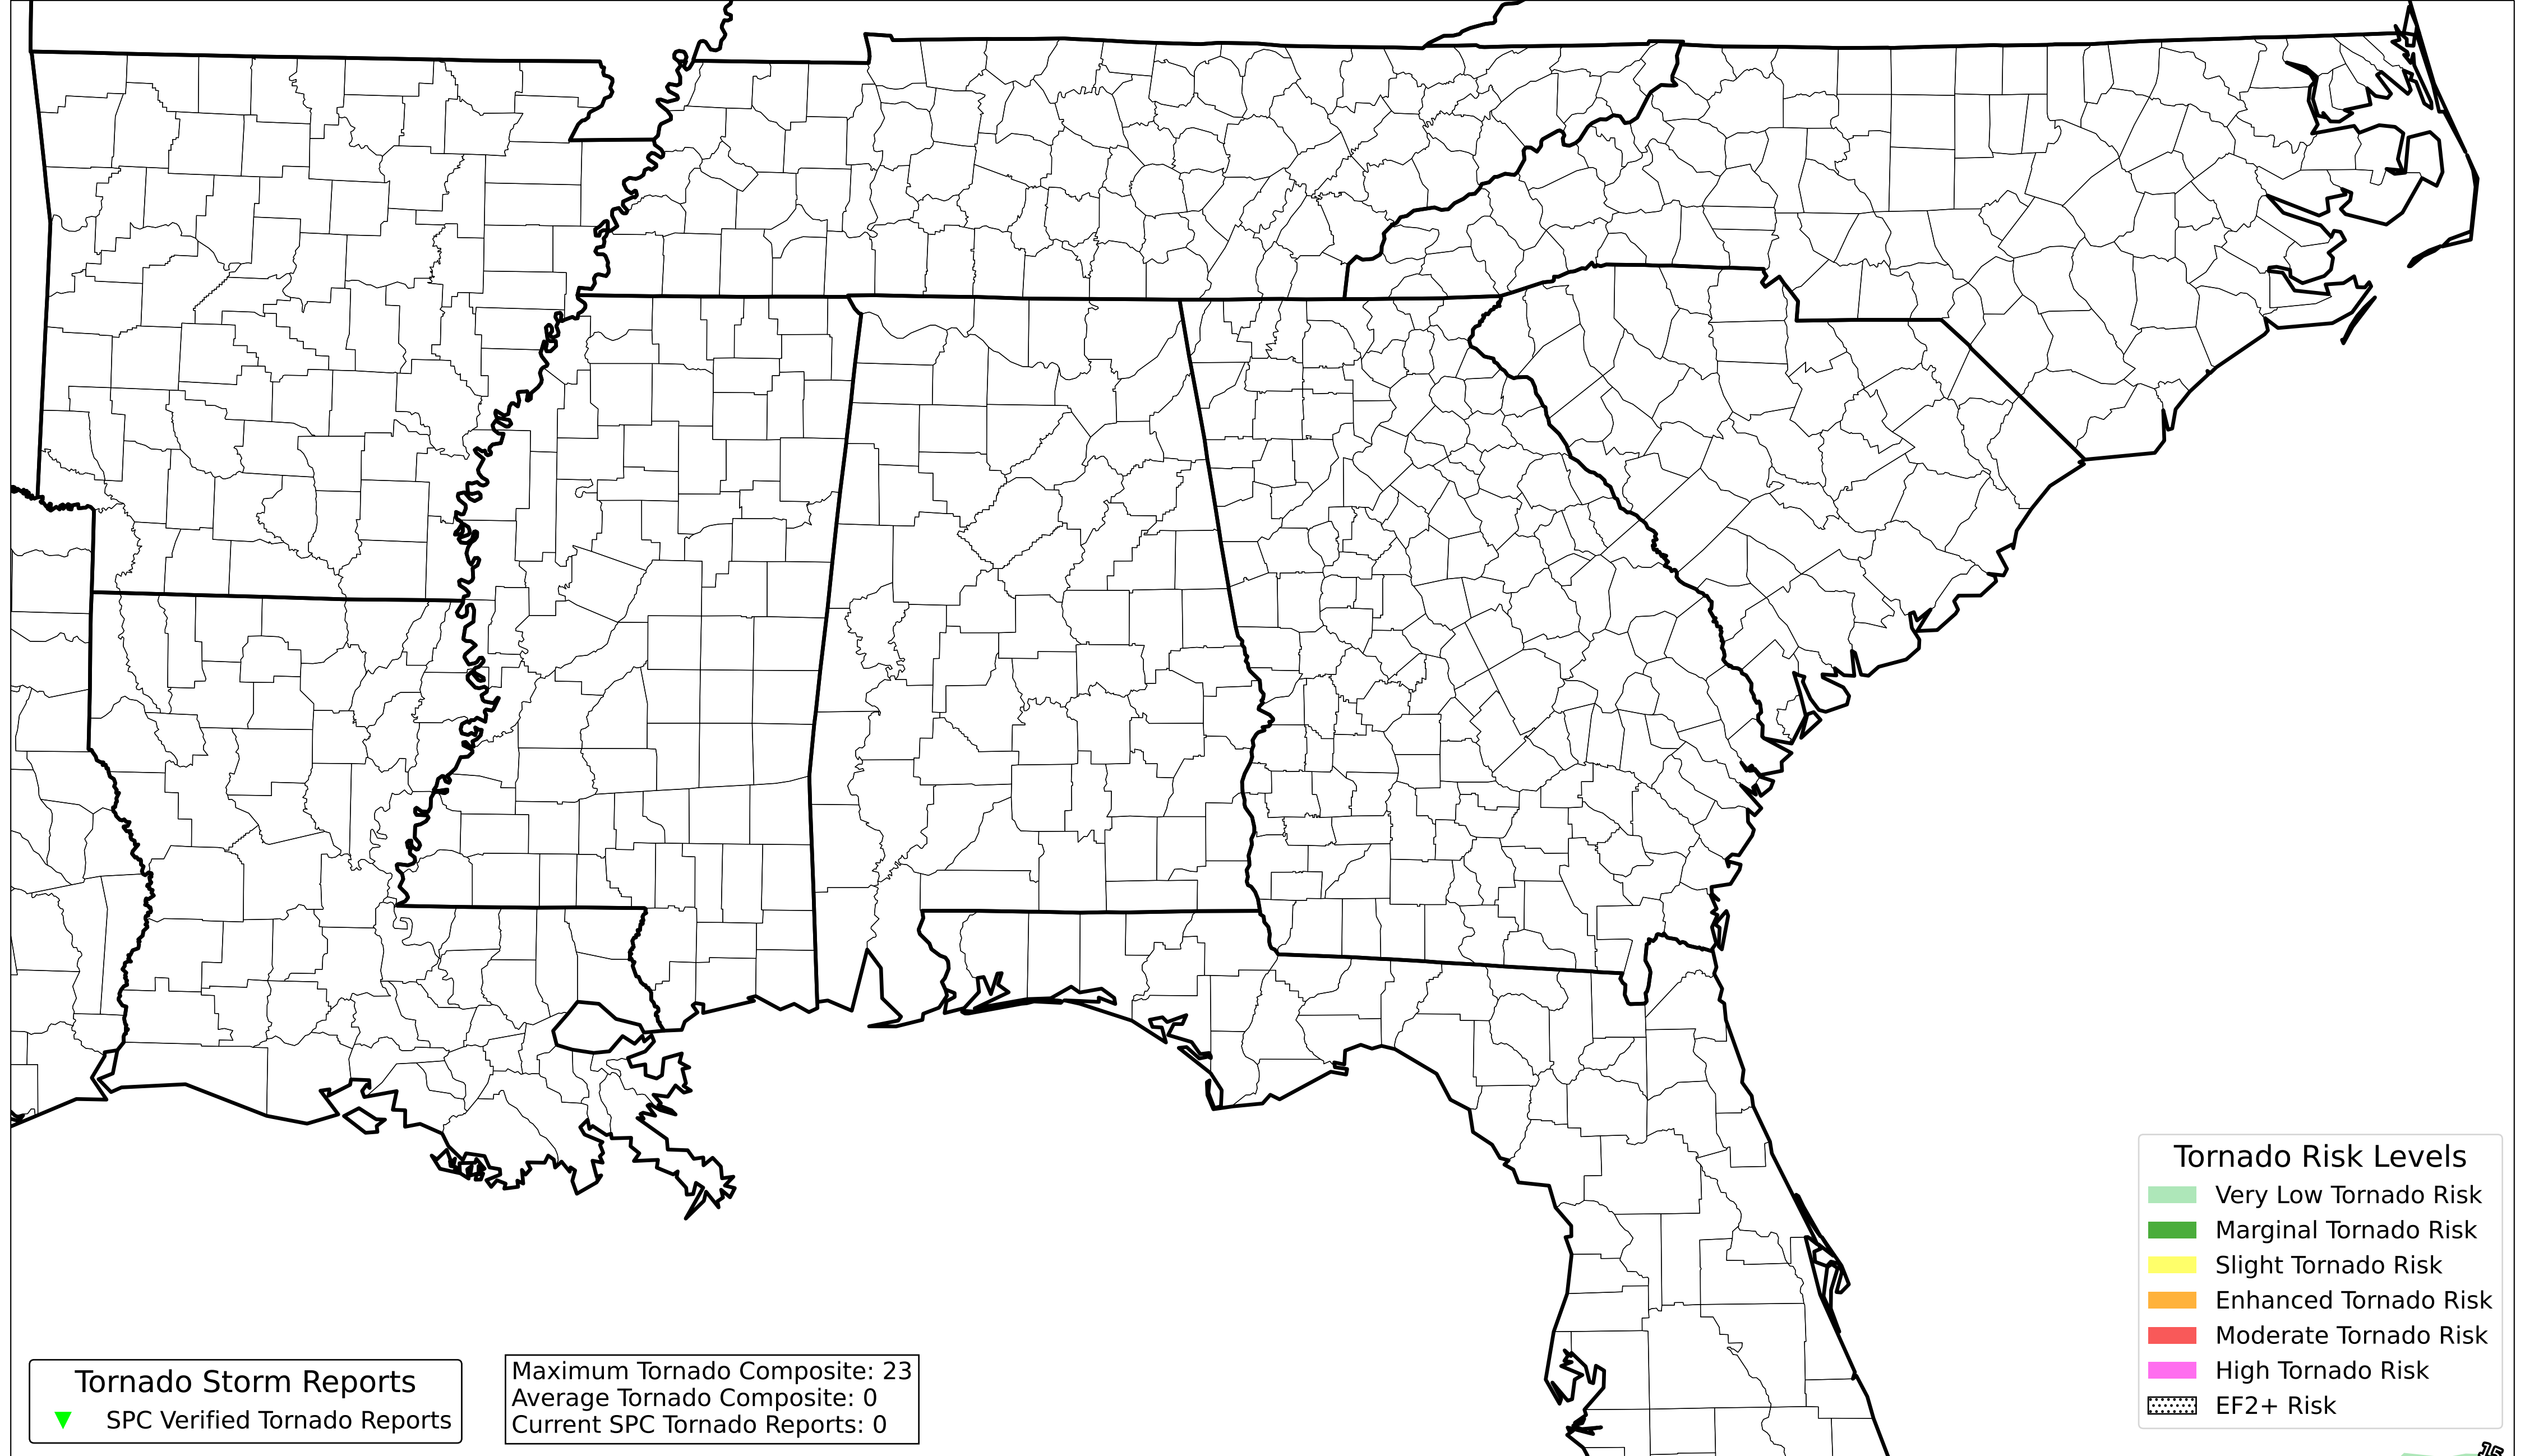 Tornado Storm Reports
SPC Verified Tornado Reports
Maximum Tornado Composite: 23
Average Tornado Composite: 0
Current SPC Tornado Reports: 0
Tornado Risk Levels
Very Low Tornado Risk
Marginal Tornado Risk
Slight Tornado Risk
Enhanced Tornado Risk
Moderate Tornado Risk
High Tornado Risk
EF2+ Risk
15